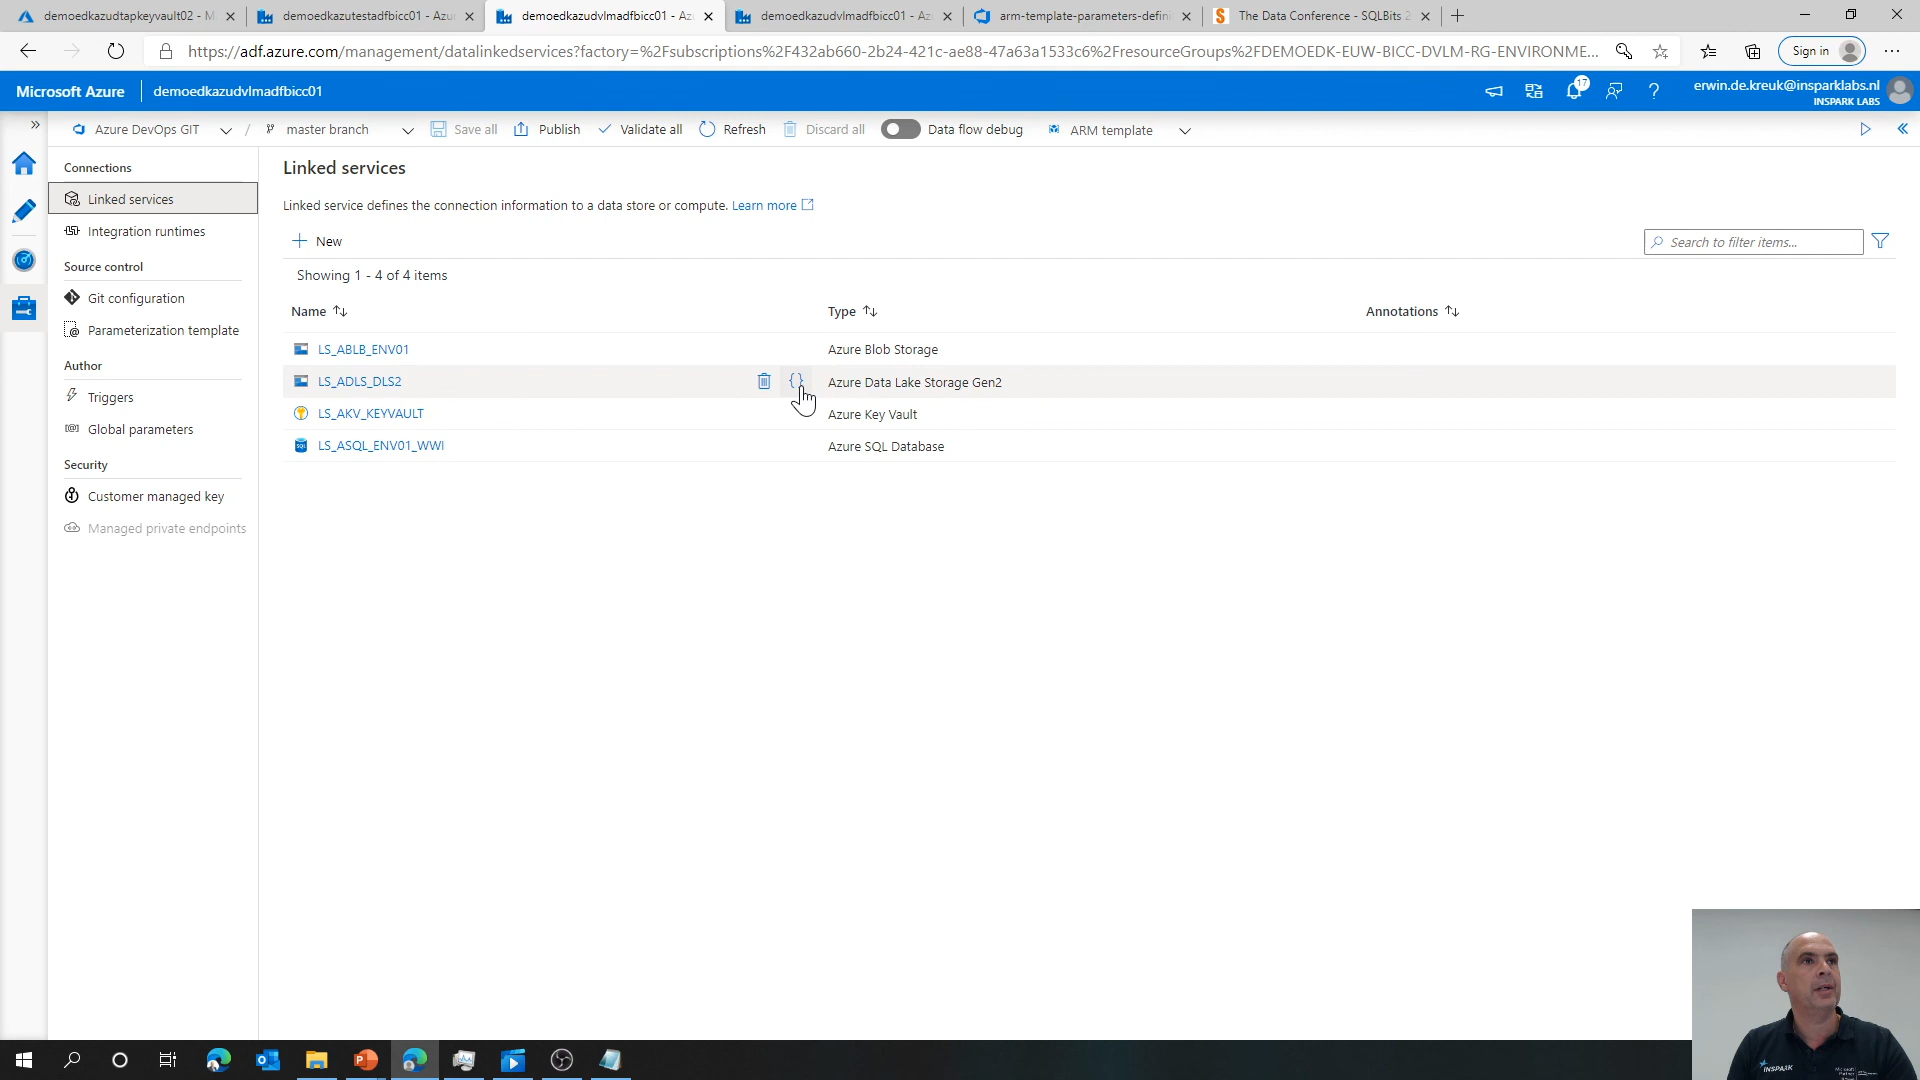 demoedkazudtapkeyvault02 - M
demoedkazutestadfbicc01 - Azur
demoedkazudvlmadfbicc01 - Azu
demoedkazudvlmadfbicc01 - Az
arm-template-parameters-defini
The Data Conference - SQLBits 2
https://adf.azure.com/management/datalinkedservices?factory=%2Fsubscriptions%2F432ab660-2b24-421c-ae88-47a63a1533c6%2FresourceGroups%2FDEMOEDK-EUW-BICC-DVLM-RG-ENVIRONME...
Sign in
Microsoft Azure
demoedkazudvlmadfbicc01
17
erwin.de.kreuk@insparklabs.nl
INSPARK LABS
Azure DevOps GIT
/
master branch
Save all
Publish
Validate all
Refresh
Discard all
Data flow debug
ARM template
Connections
Linked services
Integration runtimes
Source control
Git configuration
Parameterization template
Author
Triggers
Global parameters
Security
Customer managed key
Managed private endpoints
Linked services
Linked service defines the connection information to a data store or compute. Learn more
New
Search to filter items...
Showing 1 - 4 of 4 items
Name
Type
Annotations
LS_ABLB_ENV01
Azure Blob Storage
LS_ADLS_DLS2
Azure Data Lake Storage Gen2
LS_AKV_KEYVAULT
Azure Key Vault
LS_ASQL_ENV01_WWI
Azure SQL Database
INSPARK